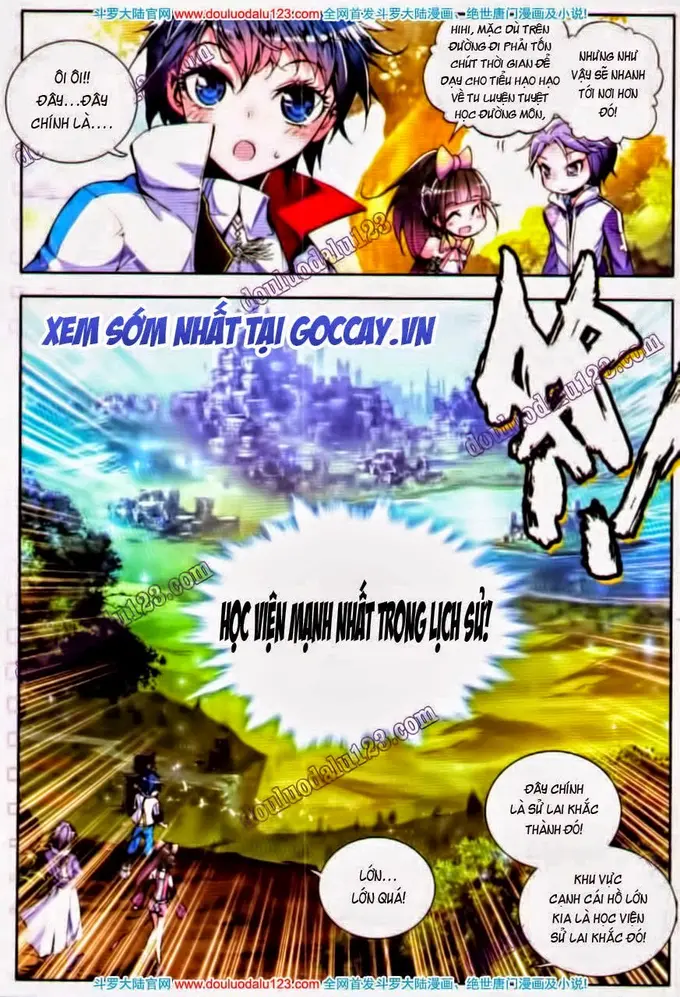 斗罗大陆官网 www.douluodalu123.com 全网首发斗罗大陆漫画、绝世唐门漫画及小说!
ÔI ÔI!!
ĐÂY...ĐÂY
CHÍNH LÀ....
HIHI, MẶC DÙ TRÊN
ĐƯỜNG ĐI PHẢI TỐN
CHÚT THỜI GIAN ĐỂ
DẠY CHO TIỂU HẠO HẠO
VỀ TU LUYỆN TUYỆT
HỌC ĐƯỜNG MÔN,
NHƯNG NHƯ
VẬY SẼ NHANH
TỚI NƠI HƠN
ĐÓ!
douluodalu123.com
XEM SỚM NHẤT TẠI GOCCAY.VN
douluodalu123.com
HỌC VIỆN MẠNH NHẤT TRONG LỊCH SỬ!
ouluodalu123.com
ĐÂY CHÍNH
LÀ SỬ LAI KHẮC
THÀNH ĐÓ!
LỚN...
LỚN QUÁ!
KHU VỰC
CẠNH CÁI HỒ LỚN
KIA LÀ HỌC VIỆN
SỬ LAI KHẮC ĐÓ!
斗罗大陆官网 www.douluodalu123.com 全网首发斗罗大陆漫画、绝世唐门漫画及小说!